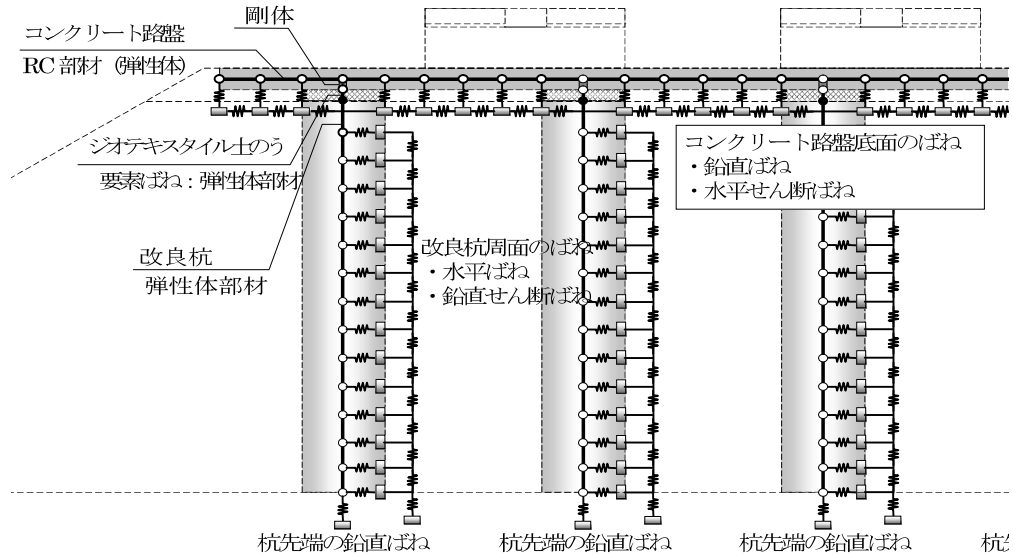 剛体
コンクリート路盤
RC部材（弾性体）
ジオテキスタイル土のう
要素ばね：弾性体部材
改良杭
弾性体部材
改良杭周面のばね
・水平ばね
・鉛直せん断ばね
コンクリート路盤底面のばね
・鉛直ばね
・水平せん断ばね
杭先端の鉛直ばね
杭先端の鉛直ばね
杭先端の鉛直ばね
杭